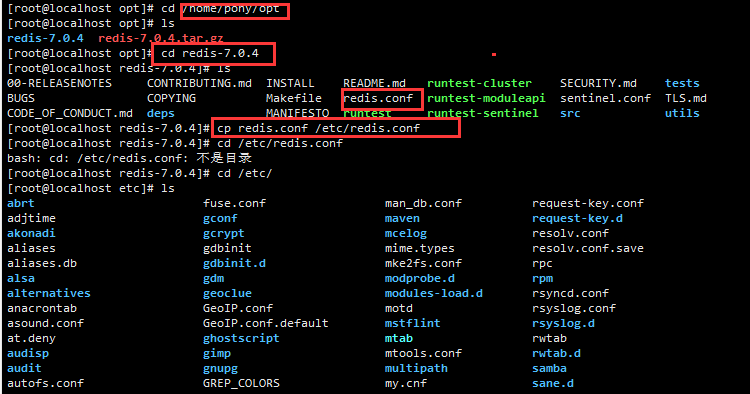 [root@localhost opt]# cd /home/pony/opt
[root@localhost opt]# ls
redis-7.0.4 redis-7.0.4.tar.gz
[root@localhost opt]# cd redis-7.0.4
[root@localhost redis-7.0.4]# ls
00-RELEASENOTES CONTRIBUTING.md INSTALL README.md runtest-cluster SECURITY.md tests
BUGS COPYING Makefile redis.conf runtest-moduleapi sentinel.conf TLS.md
CODE_OF_CONDUCT.md deps MANIFESTO runtest runtest-sentinel src utils
[root@localhost redis-7.0.4]# cp redis.conf /etc/redis.conf
[root@localhost redis-7.0.4]# cd /etc/redis.conf
bash: cd: /etc/redis.conf: 不是目录
[root@localhost redis-7.0.4]# cd /etc/
[root@localhost etc]# ls
abrt fuse.conf man_db.conf request-key.conf
adjtime gconf maven request-key.d
akonadi gcrypt mcelog resolv.conf
aliases gdbinit mime.types resolv.conf.save
aliases.db gdbinit.d mke2fs.conf rpc
alsa gdm modprobe.d rpm
alternatives geoclue modules-load.d rsyncd.conf
anacrontab GeoIP.conf motd rsyslog.conf
asound.conf GeoIP.conf.default mstflint rsyslog.d
at.deny ghostscript mtab rwtab
audisp gimp mtools.conf rwtab.d
audit gnupg multipath samba
autofs.conf GREP_COLORS my.cnf sane.d